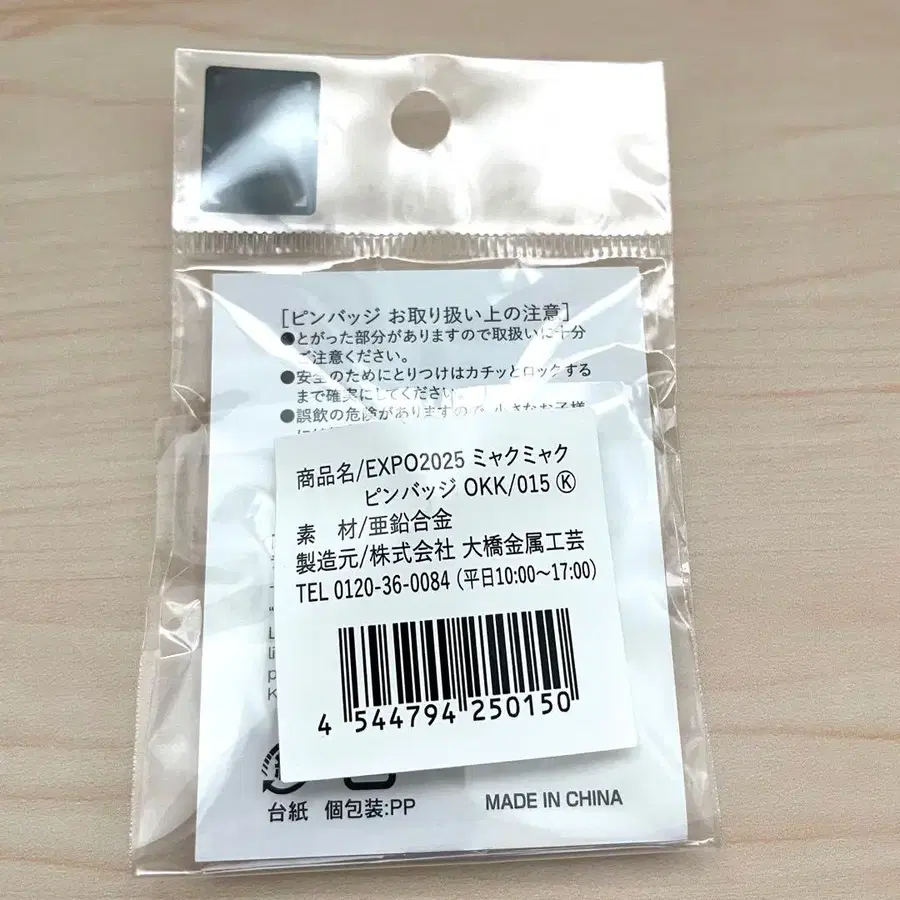 [ピンバッジ お取り扱い上の注意]
●とがった部分がありますので取扱いに十分
ご注意ください。
●安全のためにとりつけはカチッとロックする
まで確実にしてください。
●誤飲の危険がありますので、小さなお子様
商品名/EXPO2025 ミャクミャク
ピンバッジ OKK/015 Ⓚ
素 材/亜鉛合金
製造元/株式会社 大橋金属工芸
TEL 0120-36-0084 (平日10:00～17:00)
4 544794 250150
台紙 個包装:PP
MADE IN CHINA